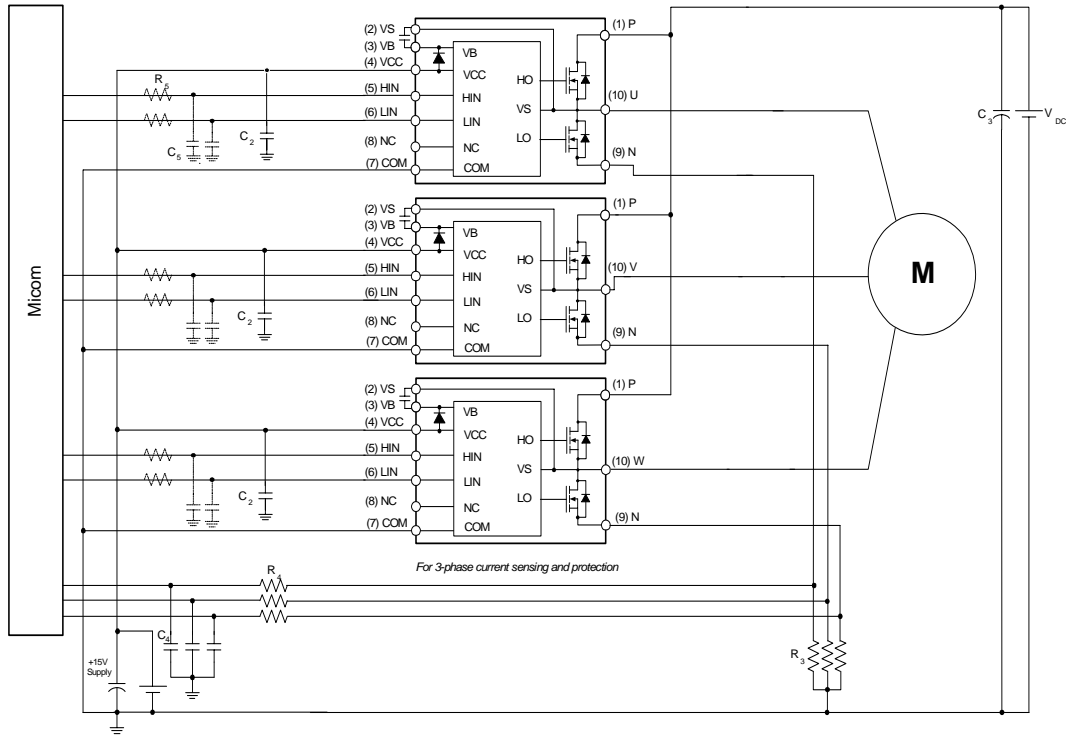 Micom
R5
C5
C2
(2) VS
(3) VB
(4) VCC
(5) HIN
(6) LIN
(8) NC
(7) COM
VB
VCC
HIN
LIN
NC
COM
HO
VS
LO
(1) P
(10) U
(9) N
C2
(2) VS
(3) VB
(4) VCC
(5) HIN
(6) LIN
(8) NC
(7) COM
VB
VCC
HIN
LIN
NC
COM
HO
VS
LO
(1) P
(10) V
(9) N
C2
(2) VS
(3) VB
(4) VCC
(5) HIN
(6) LIN
(8) NC
(7) COM
VB
VCC
HIN
LIN
NC
COM
HO
VS
LO
(1) P
(10) W
(9) N
C3
VDC
M
For 3-phase current sensing and protection
R4
C4
+15V
Supply
R3